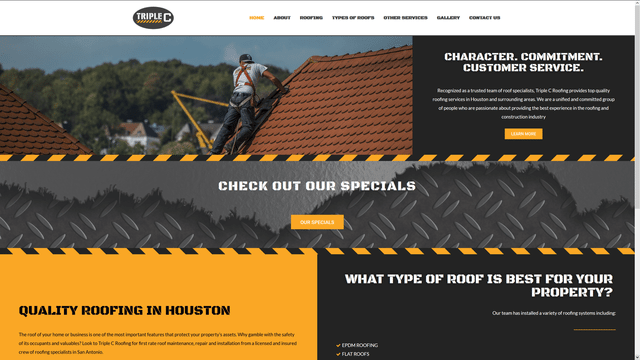 TRIPLE C
HOME ABOUT ROOFING TYPES OF ROOFS OTHER SERVICES GALLERY CONTACT US
CHARACTER. COMMITMENT.
CUSTOMER SERVICE.
Recognized as a trusted team of roof specialists, Triple C Roofing provides top quality
roofing services in Houston and surrounding areas. We are a unified and committed group
of people who are passionate about providing the best experience in the roofing and
construction industry
LEARN MORE
CHECK OUT OUR SPECIALS
OUR SPECIALS
QUALITY ROOFING IN HOUSTON
The roof of your home or business is one of the most important features that protect your property's assets. Why gamble with the safety
of its occupants and valuables? Look to Triple C Roofing for first rate roof maintenance, repair and installation from a licensed and insured
crew of roofing specialists in San Antonio.
WHAT TYPE OF ROOF IS BEST FOR YOUR
PROPERTY?
Our team has installed a variety of roofing systems including:
EPDM ROOFING
FLAT ROOFS